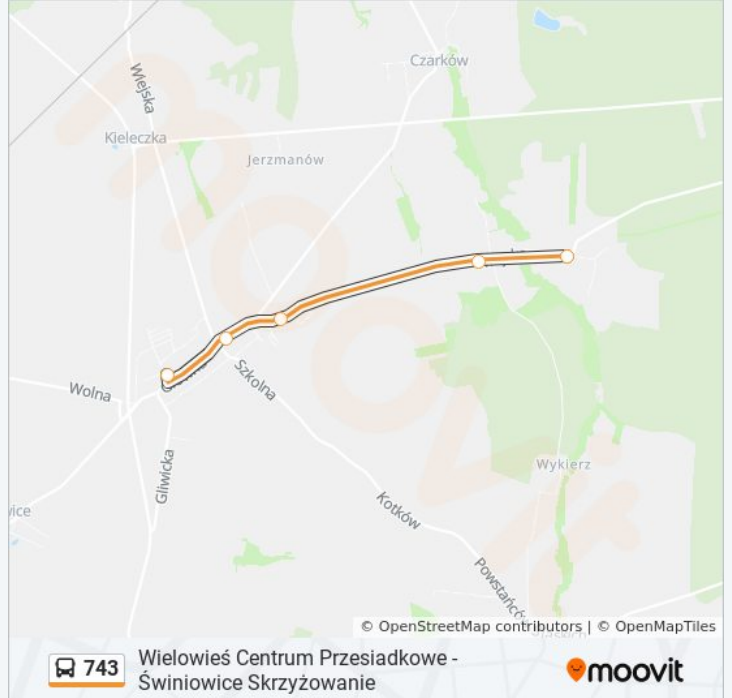 Czarków
Wiejska
Kieleczka
Jerzmanów
Wolna
Szkolna
Gliwicka
Wykierz
Kotków
Powstańców
© OpenStreetMap contributors | © OpenMapTiles
743
Wielowieś Centrum Przesiadkowe -
Świniowice Skrzyżowanie
moovit